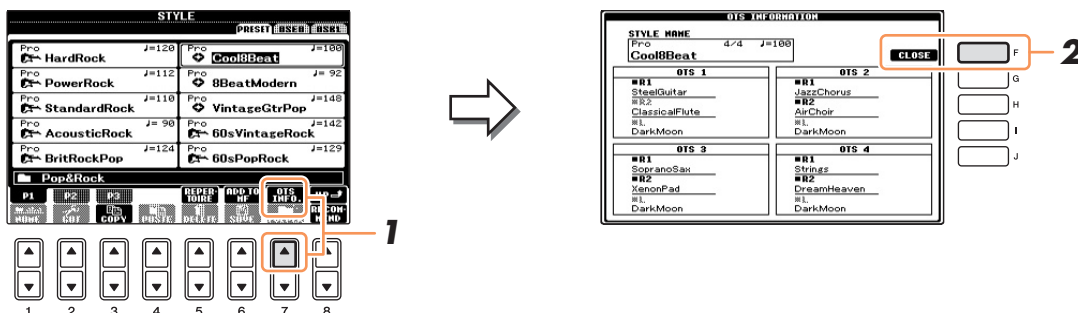 STYLE
PRESET USER USB1
Pro ♩=120 Pro ♩=100
HardRock Cool8Beat
Pro ♩=112 Pro ♩= 92
PowerRock 8BeatModern
Pro ♩=110 Pro ♩=148
StandardRock VintageGtrPop
Pro ♩= 90 Pro ♩=142
AcousticRock 60sVintageRock
Pro ♩=124 Pro ♩=129
BritRockPop 60sPopRock
Pop&Rock
P1 P2 P3 REPER-TOIRE ADD TO MF OTS INFO. UP
NAME CUT COPY PASTE DELETE SAVE RECOM-MEND
1
1 2 3 4 5 6 7 8
OTS INFORMATION
STYLE NAME
Pro 4/4 ♩=100
Cool8Beat
CLOSE
F
2
G
H
I
J
OTS 1
R1
SteelGuitar
R2
ClassicalFlute
L
DarkMoon
OTS 2
R1
JazzChorus
R2
AirChoir
L
DarkMoon
OTS 3
R1
SopranoSax
R2
XenonPad
L
DarkMoon
OTS 4
R1
Strings
R2
DreamHeaven
L
DarkMoon